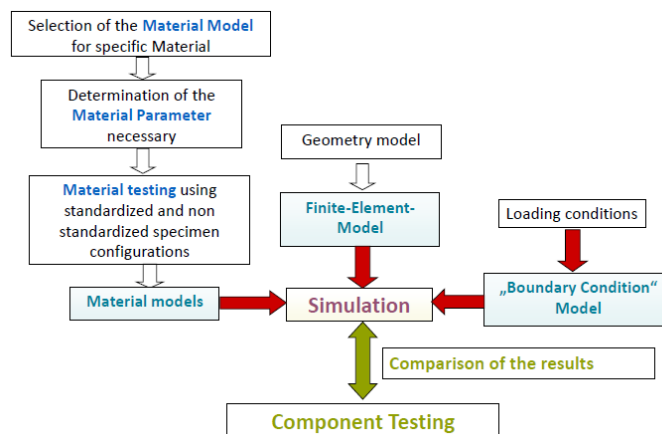 Selection of the Material Model
for specific Material
Determination of the
Material Parameter
necessary
Material testing using
standardized and non
standardized specimen
configurations
Material models
Geometry model
Finite-Element-
Model
Simulation
Loading conditions
„Boundary Condition“
Model
Comparison of the results
Component Testing